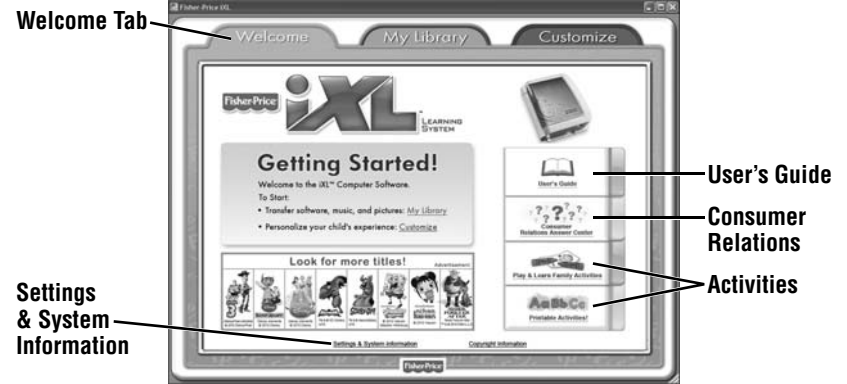 Fisher-Price iXL
Welcome Tab
Welcome
My Library
Customize
Fisher-Price
iXL
™
LEARNING
SYSTEM
Getting Started!
Welcome to the iXL™ Computer Software.
To Start:
• Transfer software, music, and pictures: My Library
• Personalize your child's experience: Customize
Look for more titles!
Advertisement
User's Guide
Consumer
Relations Answer Center
Play & Learn Family Activities
AaBbCc
Printable Activities!
User's Guide
Consumer
Relations
Activities
Settings
& System
Information
Settings & System information
Copyright Information
Fisher-Price